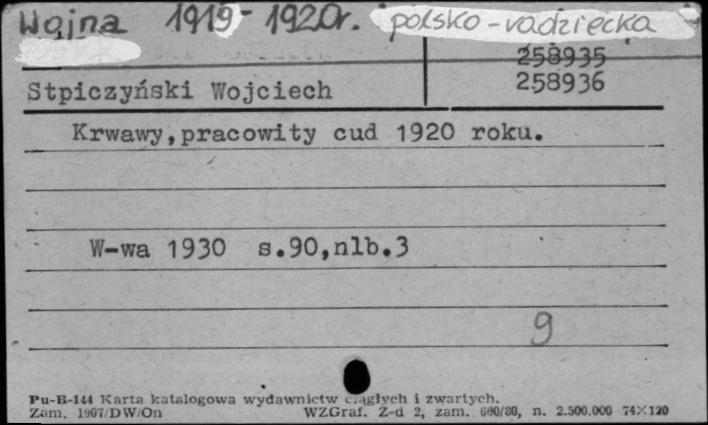 Wojna 1919-1920r. polsko-radziecka
258935
Stpiczyński Wojciech 258936
Krwawy,pracowity cud 1920 roku.
W-wa 1930 s.90,nlb.3
9
Pu-B-144 Karta katalogowa wydawnictw ciągłych i zwartych.
Zam. 1907/DW/On WZGraf. Z-d 2, zam. 660/80, n. 2.500.000 74×120